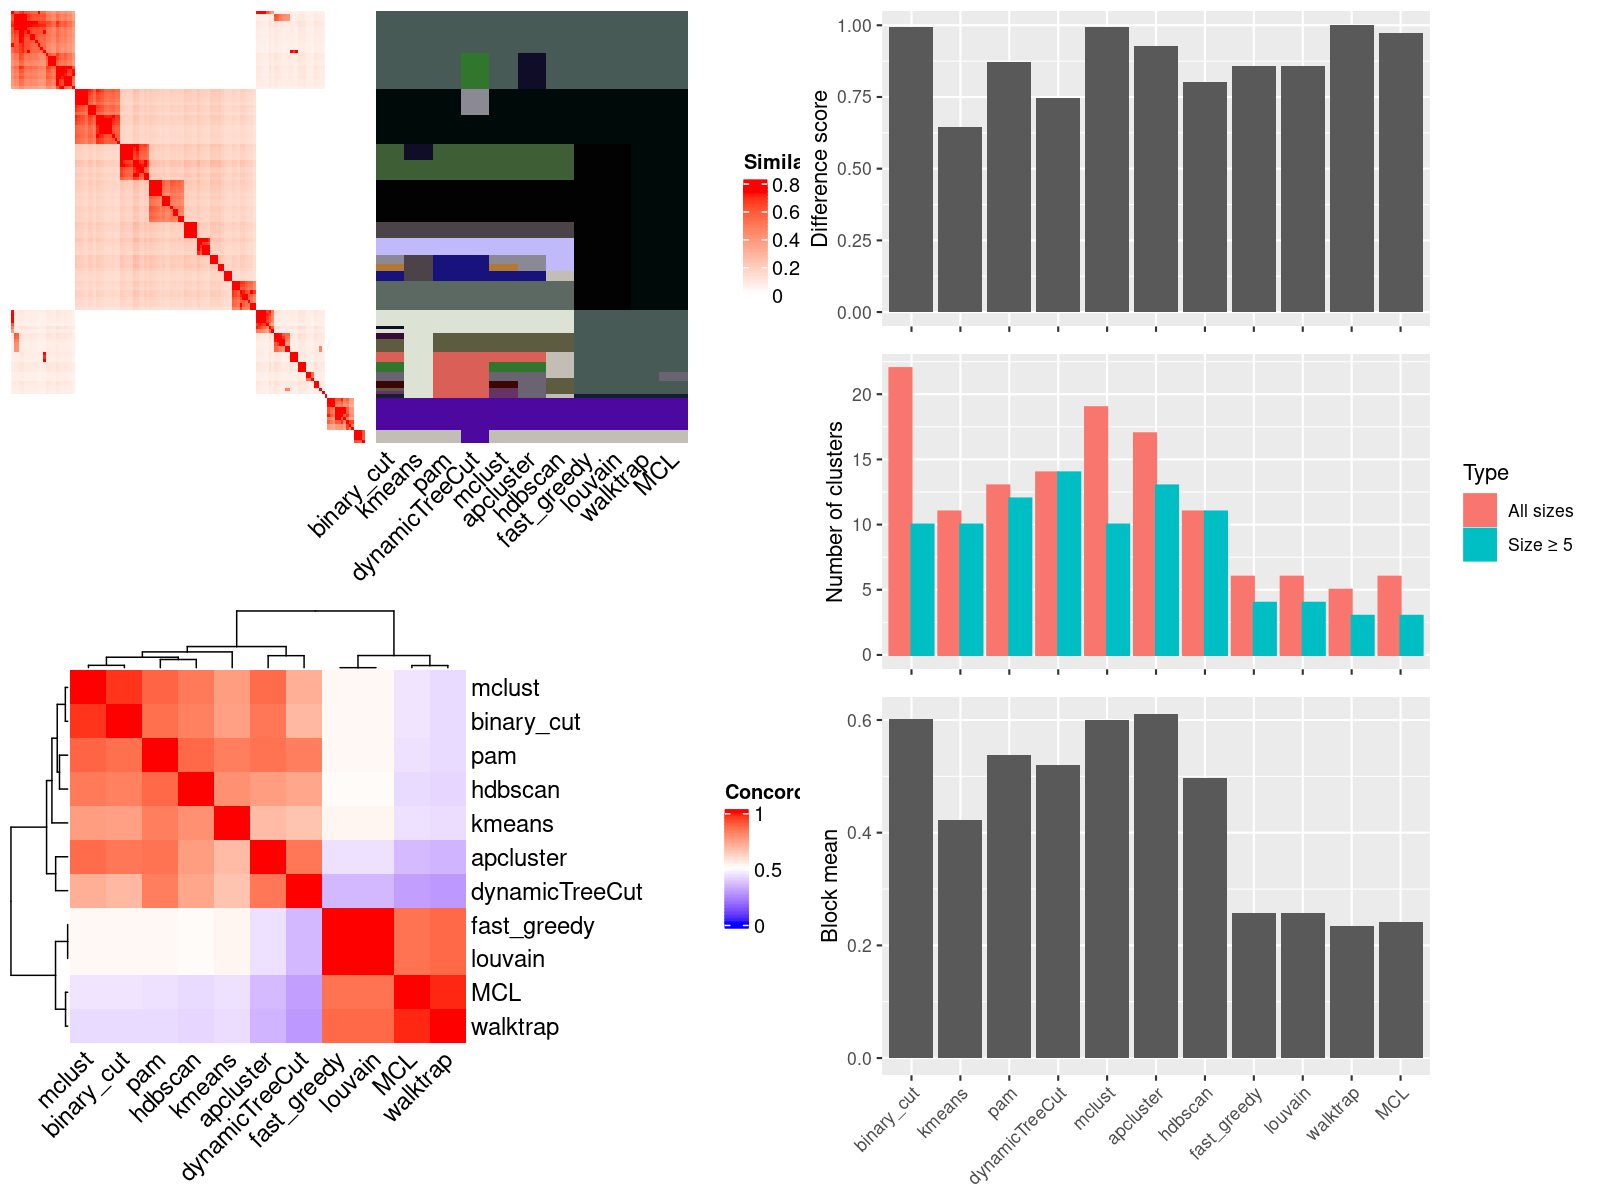 Simila
0.8
0.6
0.4
0.2
0
binary_cut
kmeans
pam
dynamicTreeCut
mclust
apcluster
hdbscan
fast_greedy
louvain
walktrap
MCL
mclust
binary_cut
pam
hdbscan
kmeans
apcluster
dynamicTreeCut
fast_greedy
louvain
MCL
walktrap
Concord
1
0.5
0
mclust
binary_cut
pam
hdbscan
kmeans
apcluster
dynamicTreeCut
fast_greedy
louvain
MCL
walktrap
Difference score
1.00
0.75
0.50
0.25
0.00
Number of clusters
20
15
10
5
0
Type
All sizes
Size ≥ 5
Block mean
0.6
0.4
0.2
0.0
binary_cut
kmeans
pam
dynamicTreeCut
mclust
apcluster
hdbscan
fast_greedy
louvain
walktrap
MCL